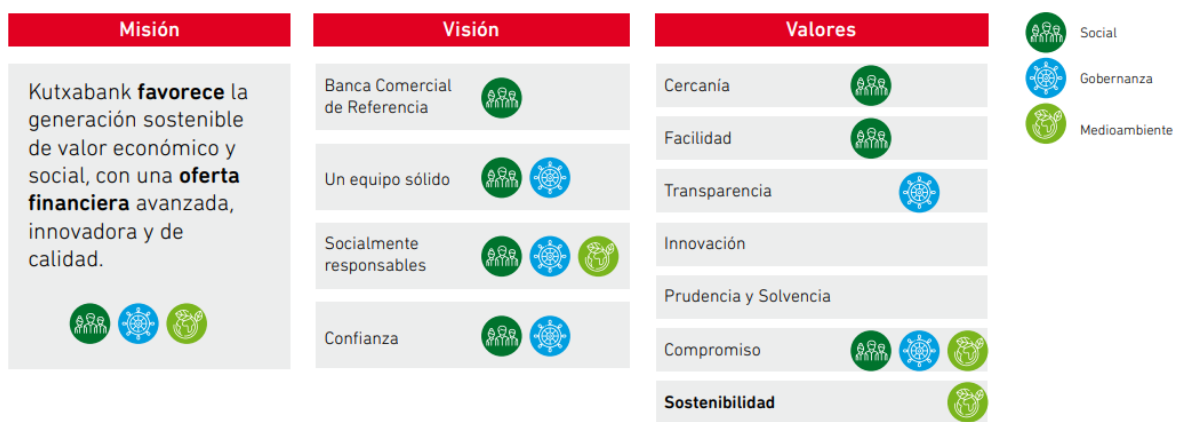 Misión
Kutxabank favorece la
generación sostenible
de valor económico y
social, con una oferta
financiera avanzada,
innovadora y de
calidad.
Visión
Banca Comercial
de Referencia
Un equipo sólido
Socialmente
responsables
Confianza
Valores
Cercanía
Facilidad
Transparencia
Innovación
Prudencia y Solvencia
Compromiso
Sostenibilidad
Social
Gobernanza
Medioambiente